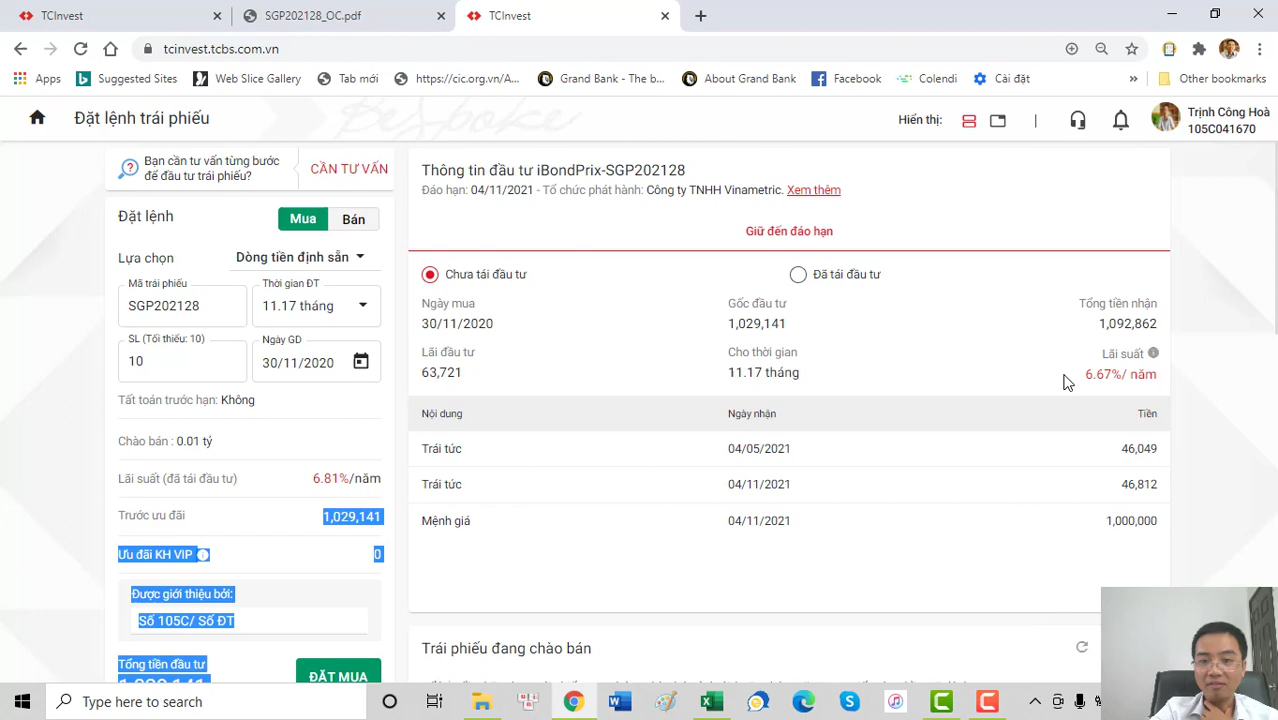 TCInvest
SGP202128_OC.pdf
TCInvest
tcinvest.tcbs.com.vn
Apps
Suggested Sites
Web Slice Gallery
Tab mới
https://cic.org.vn/A...
Grand Bank - The b...
About Grand Bank
Facebook
Colendi
Cài đặt
»
Other bookmarks
Đặt lệnh trái phiếu
Bespoke
Hiển thị:
Trịnh Công Hoà
105C041670
Bạn cần tư vấn từng bước
để đầu tư trái phiếu?
CẦN TƯ VẤN
Đặt lệnh
Mua
Bán
Lựa chọn
Dòng tiền định sẵn
Mã trái phiếu
SGP202128
Thời gian ĐT
11.17 tháng
SL (Tối thiểu: 10)
10
Ngày GD
30/11/2020
Tất toán trước hạn: Không
Chào bán : 0.01 tỷ
Lãi suất (đã tái đầu tư)
6.81%/năm
Trước ưu đãi
1,029,141
Ưu đãi KH VIP
0
Được giới thiệu bởi:
Số 105C/ Số ĐT
Tổng tiền đầu tư
1,029,141
ĐẶT MUA
Thông tin đầu tư iBondPrix-SGP202128
Đáo hạn: 04/11/2021 - Tổ chức phát hành: Công ty TNHH Vinametric. Xem thêm
Giữ đến đáo hạn
Chưa tái đầu tư
Đã tái đầu tư
Ngày mua
Gốc đầu tư
Tổng tiền nhận
30/11/2020
1,029,141
1,092,862
Lãi đầu tư
Cho thời gian
Lãi suất
63,721
11.17 tháng
6.67%/ năm
Nội dung
Ngày nhận
Tiền
Trái tức
04/05/2021
46,049
Trái tức
04/11/2021
46,812
Mệnh giá
04/11/2021
1,000,000
Trái phiếu đang chào bán
Type here to search